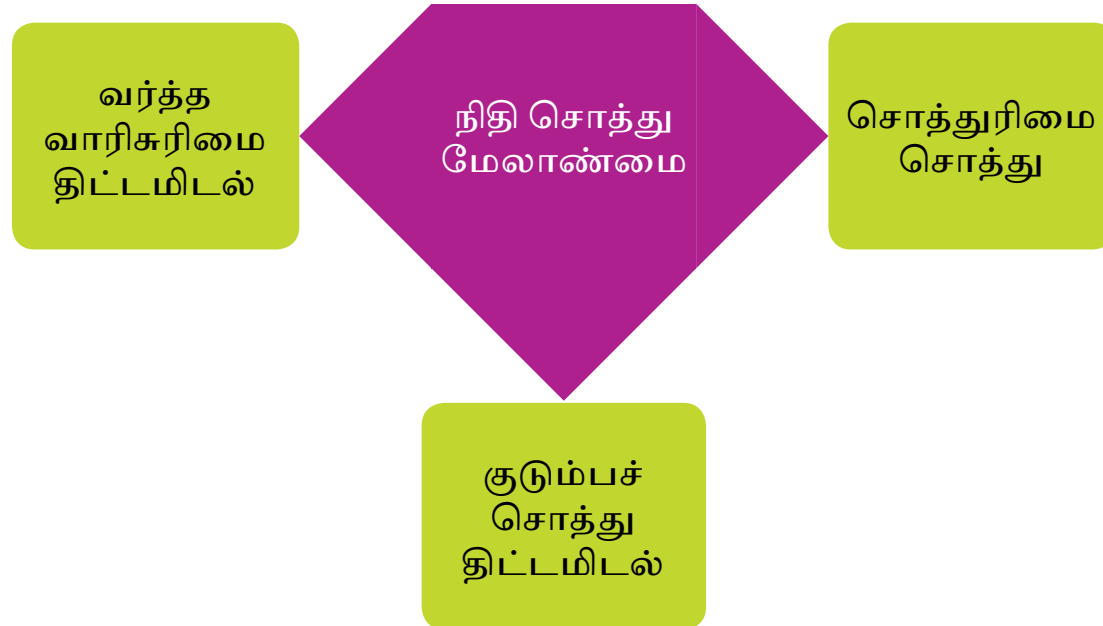 வர்த்த
வாரிசுரிமை
திட்டமிடல்
நிதி சொத்து
மேலாண்மை
சொத்துரிமை
சொத்து
குடும்பச்
சொத்து
திட்டமிடல்